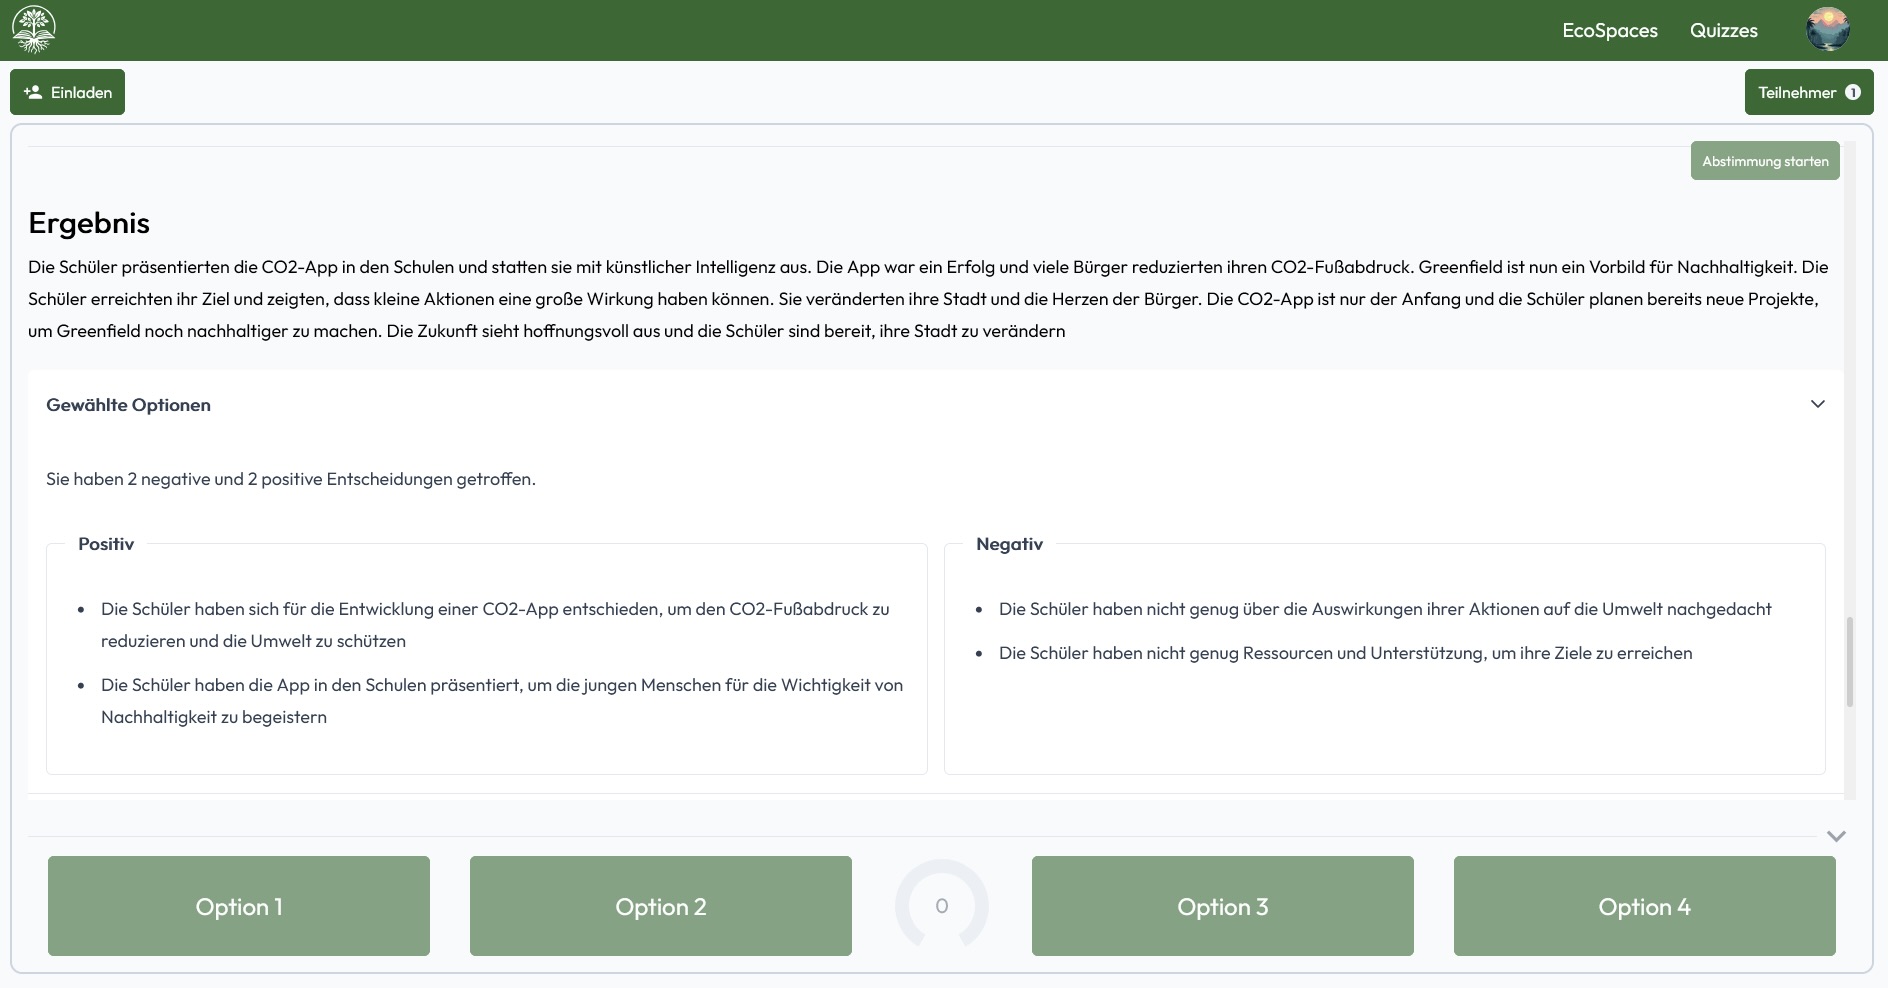 EcoSpaces Quizzes
Einladen
Teilnehmer 1
Abstimmung starten
Ergebnis
Die Schüler präsentierten die CO2-App in den Schulen und statten sie mit künstlicher Intelligenz aus. Die App war ein Erfolg und viele Bürger reduzierten ihren CO2-Fußabdruck. Greenfield ist nun ein Vorbild für Nachhaltigkeit. Die
Schüler erreichten ihr Ziel und zeigten, dass kleine Aktionen eine große Wirkung haben können. Sie veränderten ihre Stadt und die Herzen der Bürger. Die CO2-App ist nur der Anfang und die Schüler planen bereits neue Projekte,
um Greenfield noch nachhaltiger zu machen. Die Zukunft sieht hoffnungsvoll aus und die Schüler sind bereit, ihre Stadt zu verändern
Gewählte Optionen
Sie haben 2 negative und 2 positive Entscheidungen getroffen.
Positiv
Die Schüler haben sich für die Entwicklung einer CO2-App entschieden, um den CO2-Fußabdruck zu
reduzieren und die Umwelt zu schützen
Die Schüler haben die App in den Schulen präsentiert, um die jungen Menschen für die Wichtigkeit von
Nachhaltigkeit zu begeistern
Negativ
Die Schüler haben nicht genug über die Auswirkungen ihrer Aktionen auf die Umwelt nachgedacht
Die Schüler haben nicht genug Ressourcen und Unterstützung, um ihre Ziele zu erreichen
Option 1
Option 2
0
Option 3
Option 4